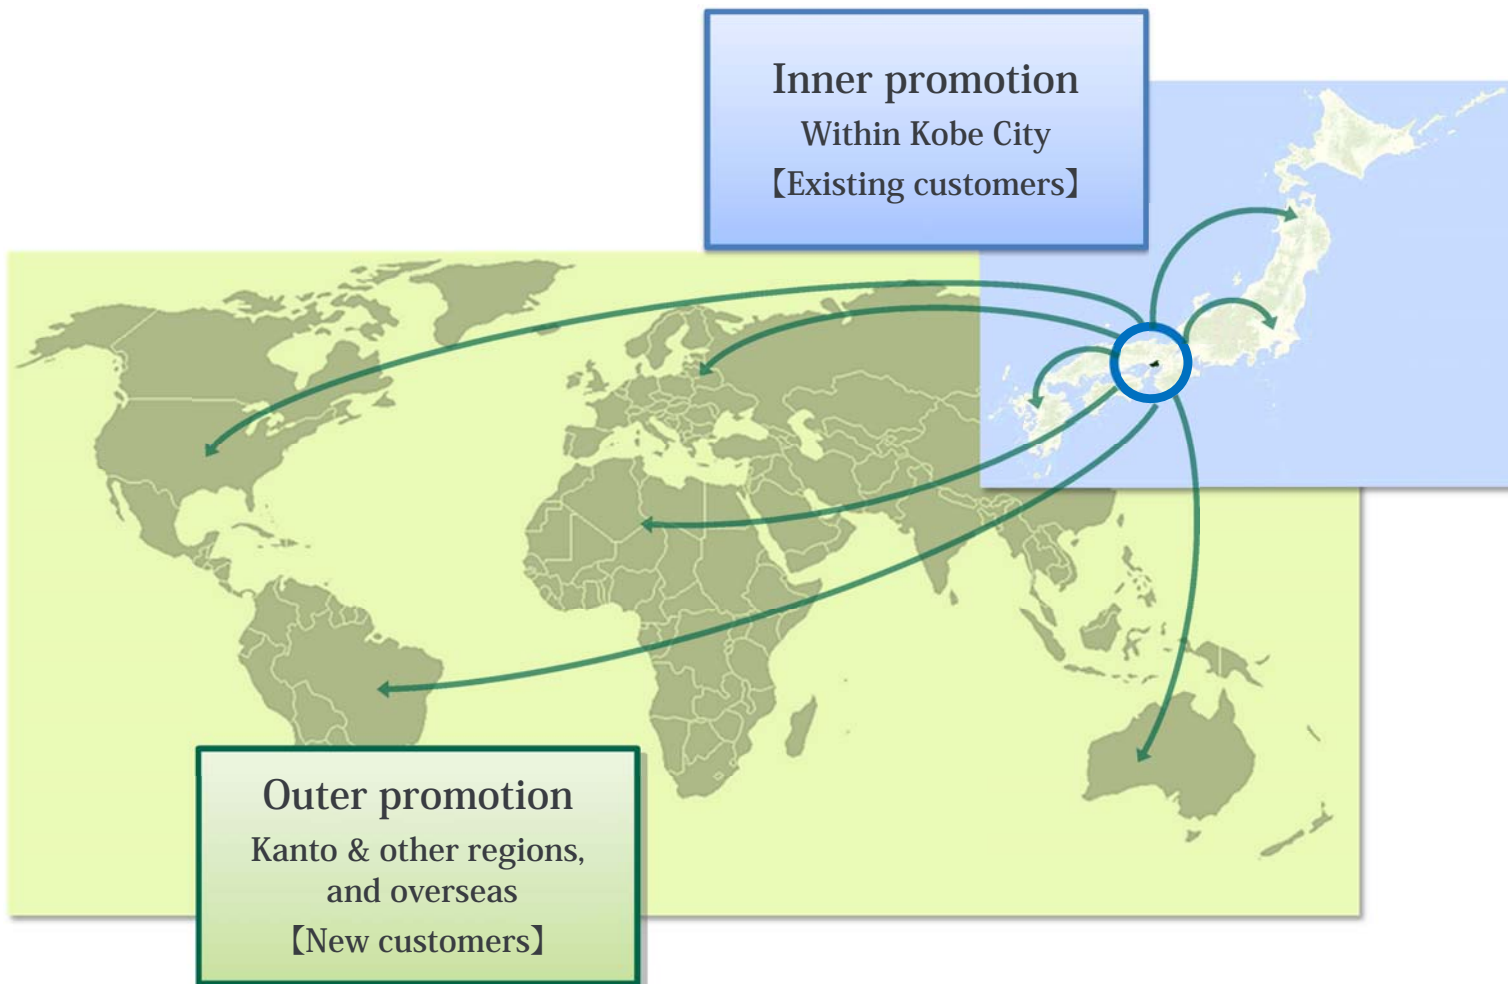 Inner promotion
Within Kobe City
【Existing customers】
Outer promotion
Kanto & other regions,
and overseas
【New customers】